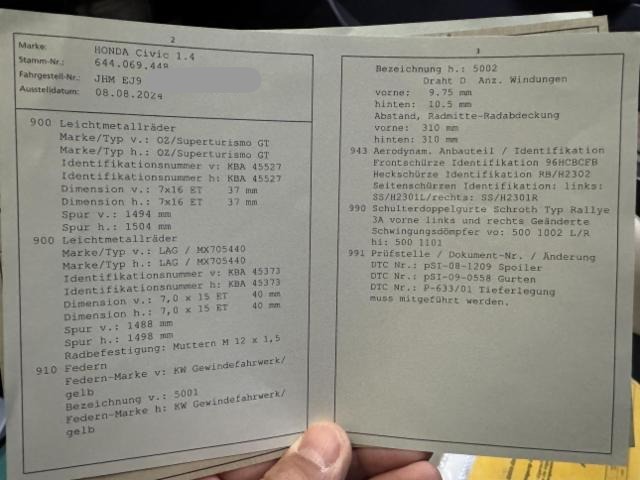 2
Marke: HONDA Civic 1.4
Stamm-Nr.: 644.069.448
Fahrgestell-Nr.: JHM EJ9
Ausstelldatum: 08.08.2024
900 Leichtmetallräder
Marke/Typ v.: OZ/Superturismo GT
Marke/Typ h.: OZ/Superturismo GT
Identifikationsnummer v: KBA 45527
Identifikationsnummer h: KBA 45527
Dimension v.: 7x16 ET 37 mm
Dimension h.: 7x16 ET 37 mm
Spur v.: 1494 mm
Spur h.: 1504 mm
900 Leichtmetallräder
Marke/Typ v.: LAG / MX705440
Marke/Typ h.: LAG / MX705440
Identifikationsnummer v: KBA 45373
Identifikationsnummer h: KBA 45373
Dimension v.: 7,0 x 15 ET 40 mm
Dimension h.: 7,0 x 15 ET 40 mm
Spur v.: 1488 mm
Spur h.: 1498 mm
Radbefestigung: Muttern M 12 x 1,5
910 Federn
Federn-Marke v: KW Gewindefahrwerk/
gelb
Bezeichnung v.: 5001
Federn-Marke h: KW Gewindefahrwerk/
gelb
3
Bezeichnung h.: 5002
Draht D Anz. Windungen
vorne: 9.75 mm
hinten: 10.5 mm
Abstand, Radmitte-Radabdeckung
vorne: 310 mm
hinten: 310 mm
943 Aerodynam. Anbauteil / Identifikation
Frontschürze Identifikation 96HCBCFB
Heckschürze Identifikation RB/H2302
Seitenschürzen Identifikation: links:
SS/H2301L/rechts: SS/H2301R
990 Schulterdoppelgurte Schroth Typ Rallye
3A vorne links und rechts Geänderte
Schwingungsdämpfer vo: 500 1002 L/R
hi: 500 1101
991 Prüfstelle / Dokument-Nr. / Änderung
DTC Nr.: pSI-08-1209 Spoiler
DTC Nr.: pSI-09-0558 Gurten
DTC Nr.: P-633/01 Tieferlegung
muss mitgeführt werden.